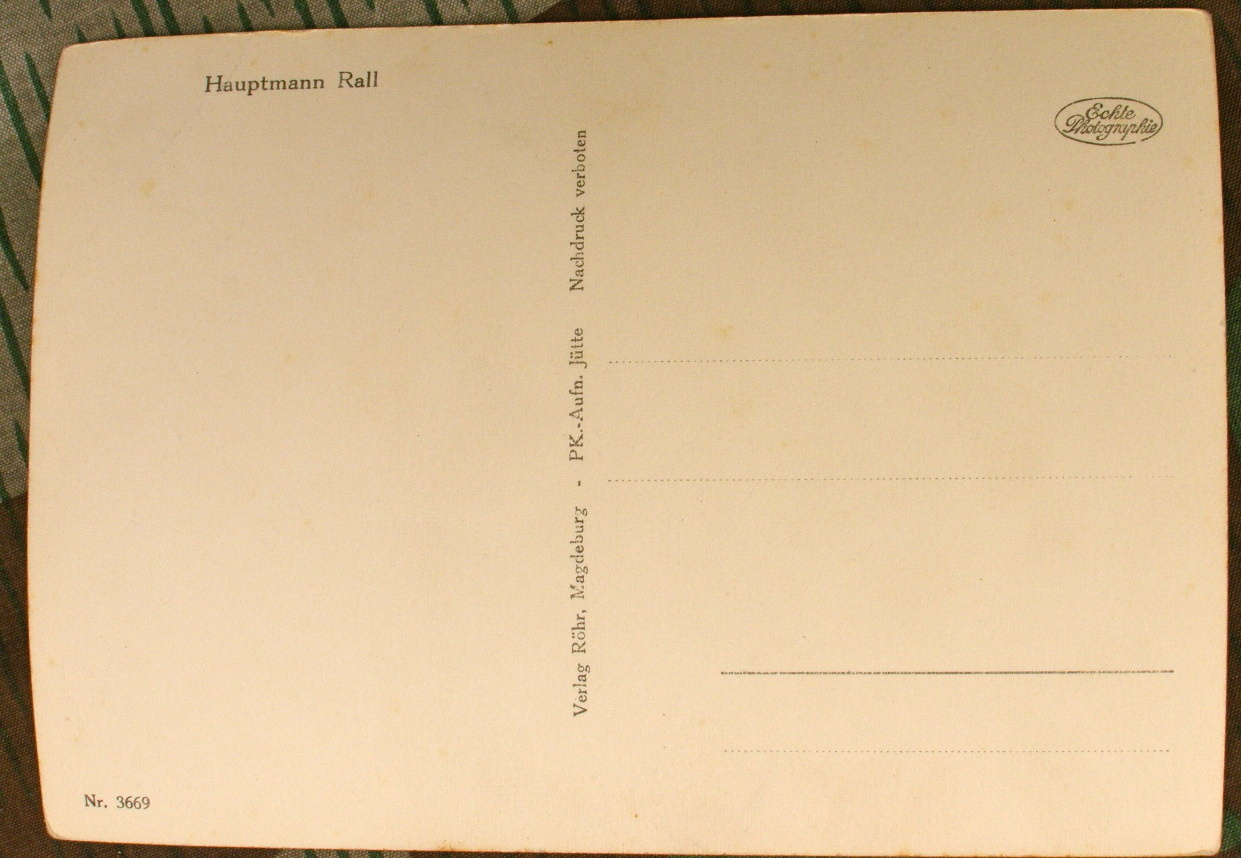 Hauptmann Rall
Echte
Photographie
Verlag Röhr, Magdeburg - PK.-Aufn. Jütte Nachdruck verboten
Nr. 3669